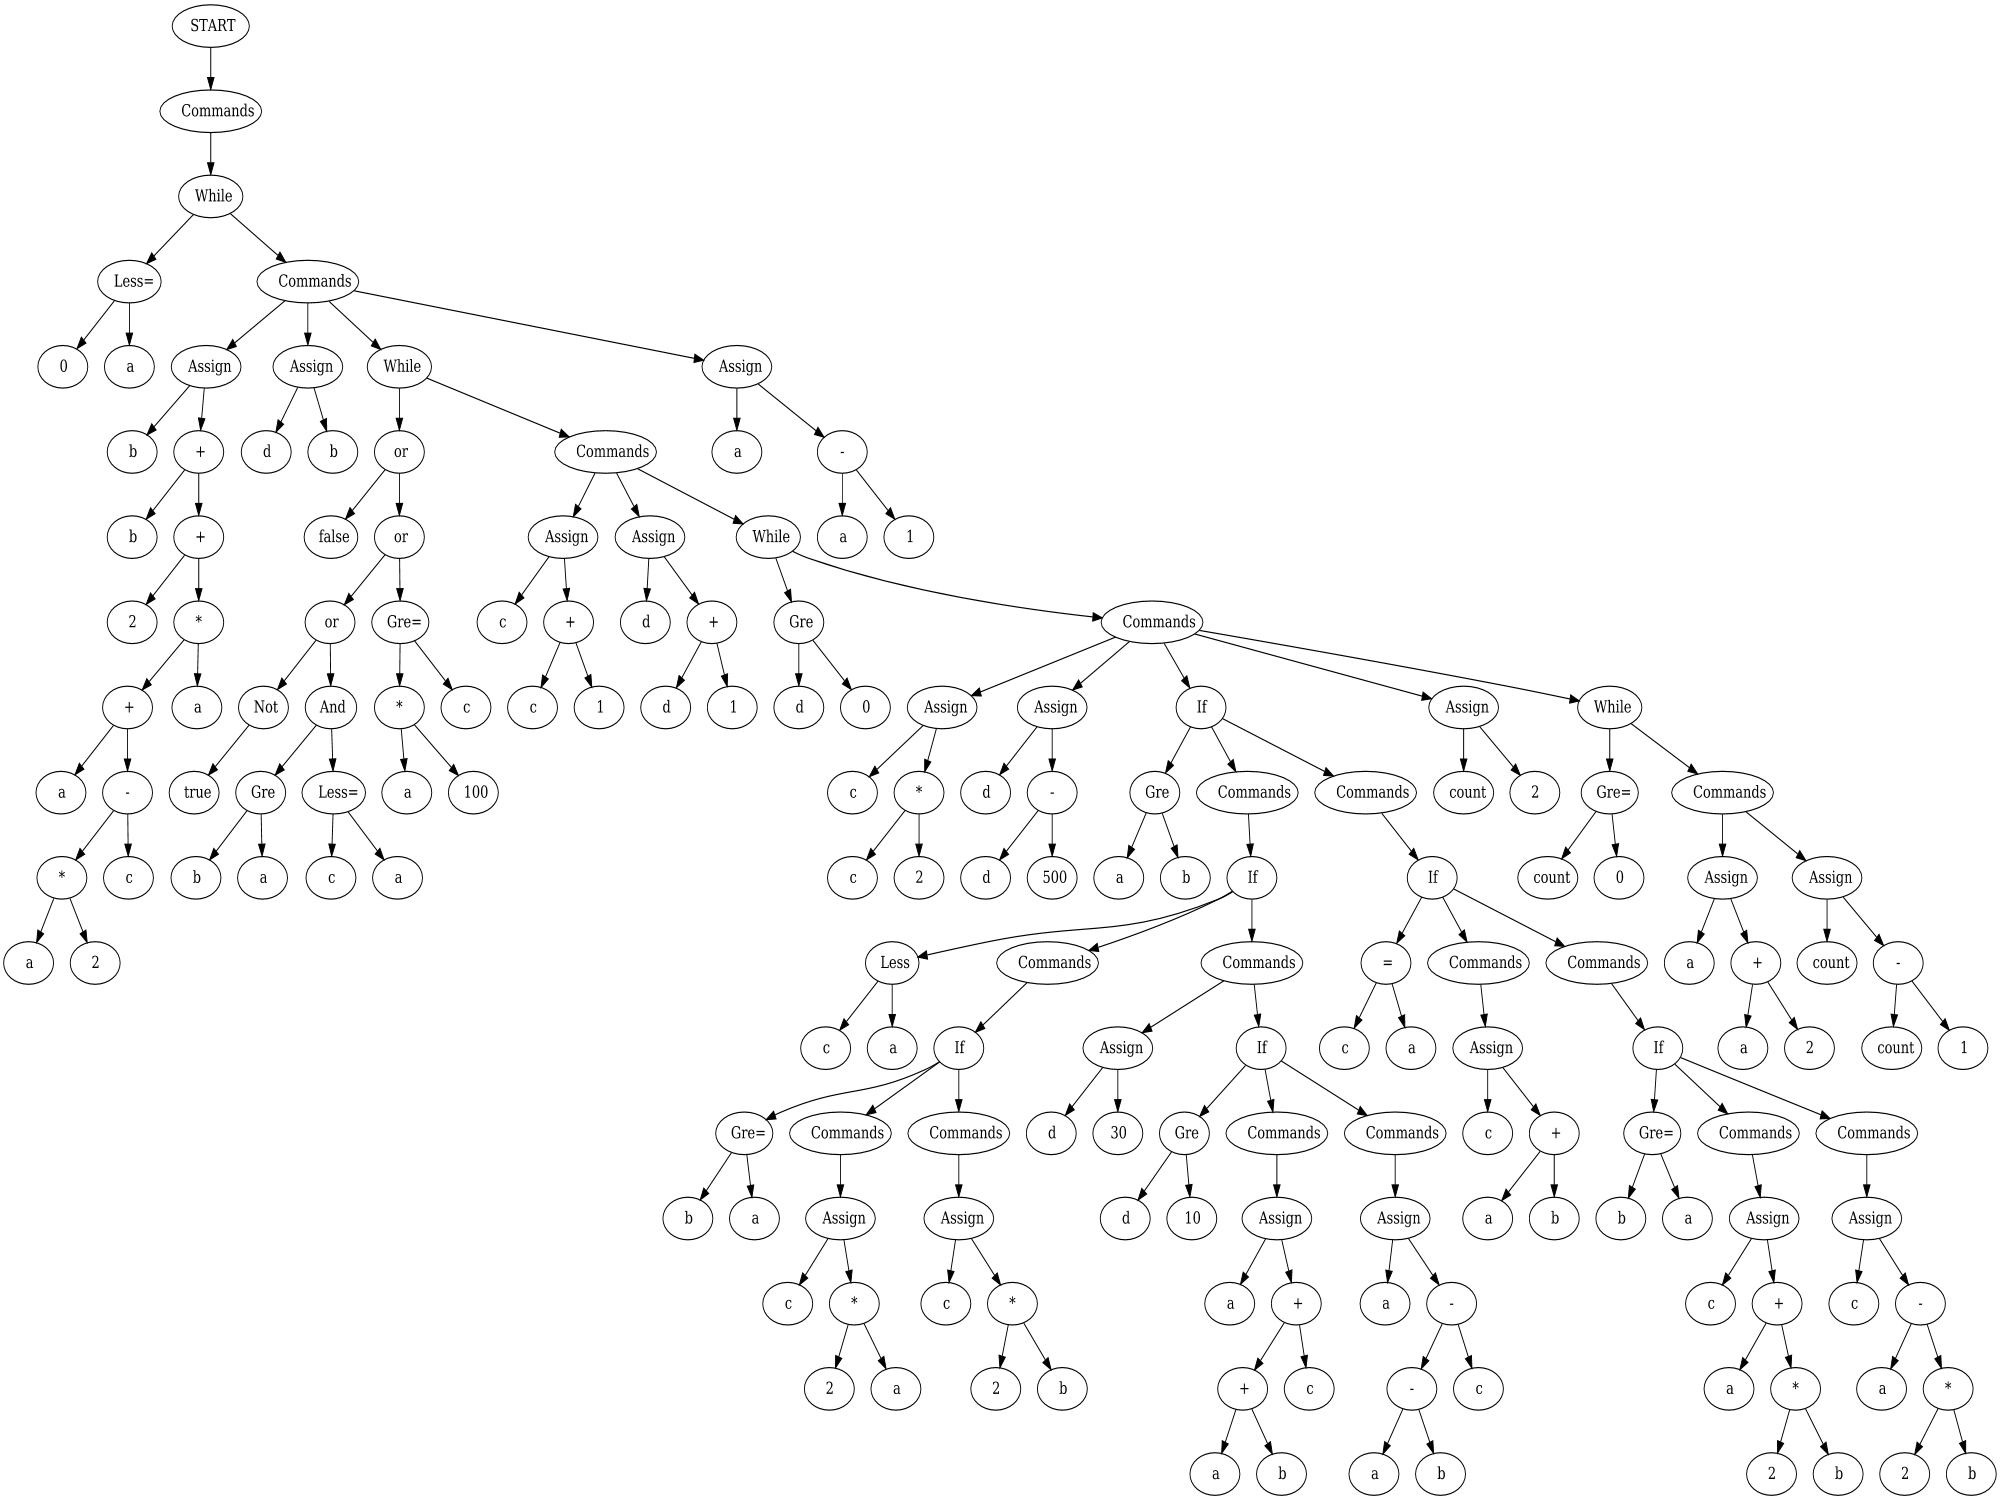 START
Commands
While
Less= Commands
0 a Assign Assign While Assign
b + d b or Commands a -
b + false or Assign Assign While a 1
2 * or Gre= c + d + Gre Commands
+ a Not And * c c 1 d 1 d 0 Assign Assign If Assign While
a - true Gre Less= a 100 c * d - Gre Commands Commands count 2 Gre= Commands
* c b a c a c 2 d 500 a b If If count 0 Assign Assign
a 2 Less Commands Commands = Commands Commands a + count -
c a If Assign If c a Assign If a 2 count 1
Gre= Commands Commands d 30 Gre Commands Commands c + Gre= Commands Commands
b a Assign Assign d 10 Assign Assign a b b a Assign Assign
c * c * a + a - c + c -
2 a 2 b + c - c a * a *
a b a b 2 b 2 b